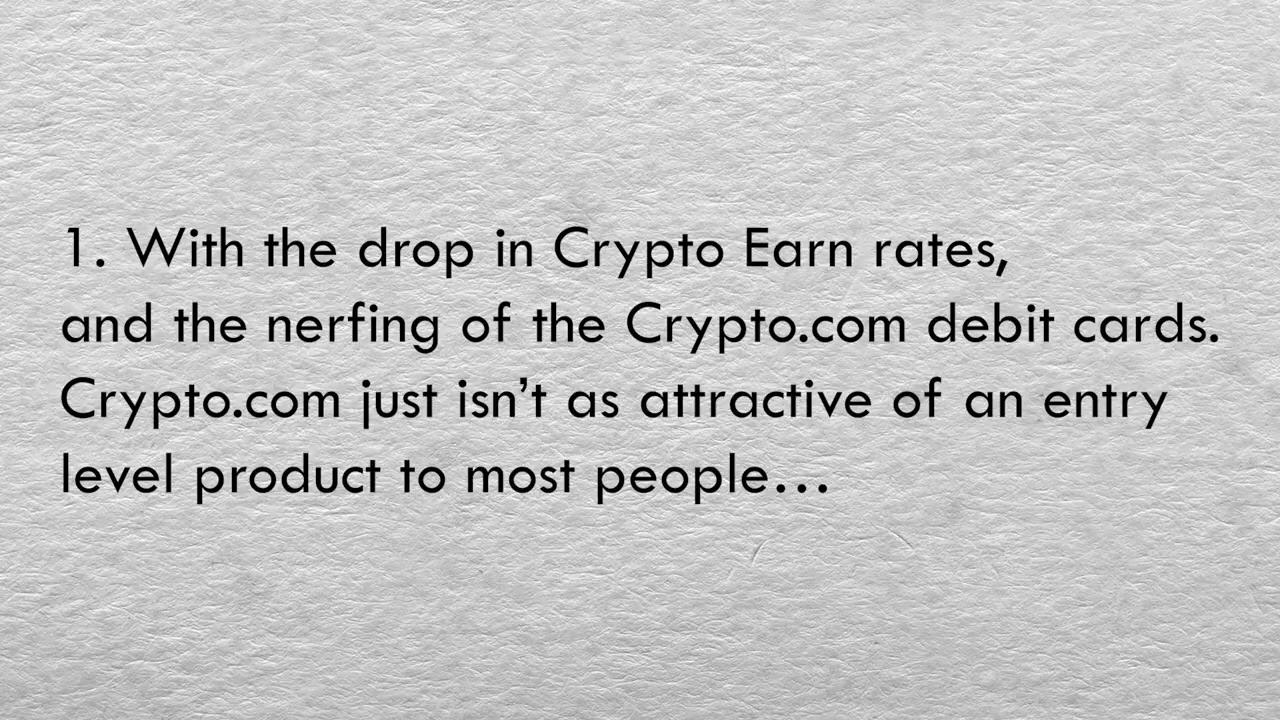 1. With the drop in Crypto Earn rates,
and the nerfing of the Crypto.com debit cards.
Crypto.com just isn’t as attractive of an entry
level product to most people…